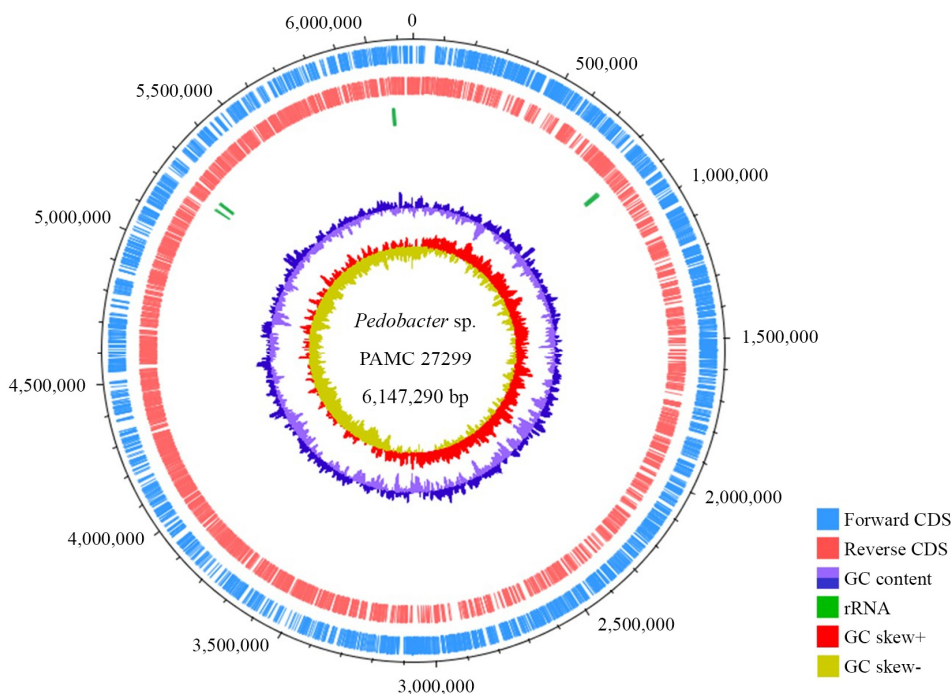 0
500,000
1,000,000
1,500,000
2,000,000
2,500,000
3,000,000
3,500,000
4,000,000
4,500,000
5,000,000
5,500,000
6,000,000
Pedobacter sp.
PAMC 27299
6,147,290 bp
Forward CDS
Reverse CDS
GC content
rRNA
GC skew+
GC skew-